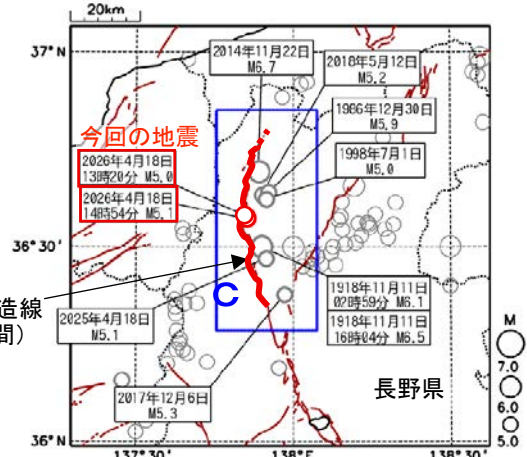 20km
37°N
2014年11月22日
M6.7
2018年5月12日
M5.2
1986年12月30日
M5.9
1998年7月1日
M5.0
今回の地震
2026年4月18日
13時20分 M5.0
2026年4月18日
14時54分 M5.1
36°30′
造線
間）
C
2025年4月18日
M5.1
1918年11月11日
02時59分 M6.1
1918年11月11日
16時04分 M6.5
2017年12月6日
M5.3
長野県
M
7.0
6.0
5.0
36°N
137°30′
138°E
138°30′